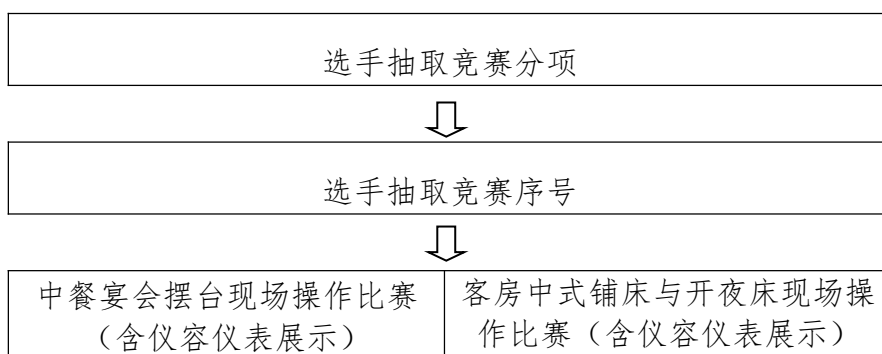 选手抽取竞赛分项
选手抽取竞赛序号
中餐宴会摆台现场操作比赛
（含仪容仪表展示）
客房中式铺床与开夜床现场操
作比赛（含仪容仪表展示）